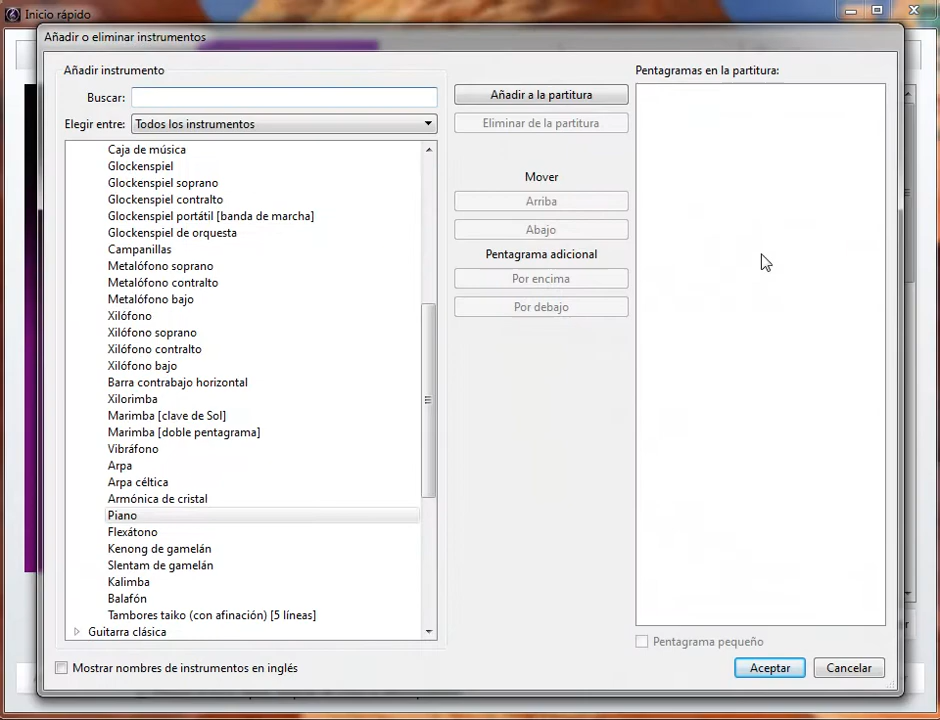 Inicio rápido
Añadir o eliminar instrumentos
Añadir instrumento
Buscar:
Elegir entre: Todos los instrumentos
Caja de música
Glockenspiel
Glockenspiel soprano
Glockenspiel contralto
Glockenspiel portátil [banda de marcha]
Glockenspiel de orquesta
Campanillas
Metalófono soprano
Metalófono contralto
Metalófono bajo
Xilófono
Xilófono soprano
Xilófono contralto
Xilófono bajo
Barra contrabajo horizontal
Xilorimba
Marimba [clave de Sol]
Marimba [doble pentagrama]
Vibráfono
Arpa
Arpa céltica
Armónica de cristal
Piano
Flexátono
Kenong de gamelán
Slentam de gamelán
Kalimba
Balafón
Tambores taiko (con afinación) [5 líneas]
Guitarra clásica
Mostrar nombres de instrumentos en inglés
Añadir a la partitura
Eliminar de la partitura
Mover
Arriba
Abajo
Pentagrama adicional
Por encima
Por debajo
Pentagramas en la partitura:
Pentagrama pequeño
Aceptar
Cancelar